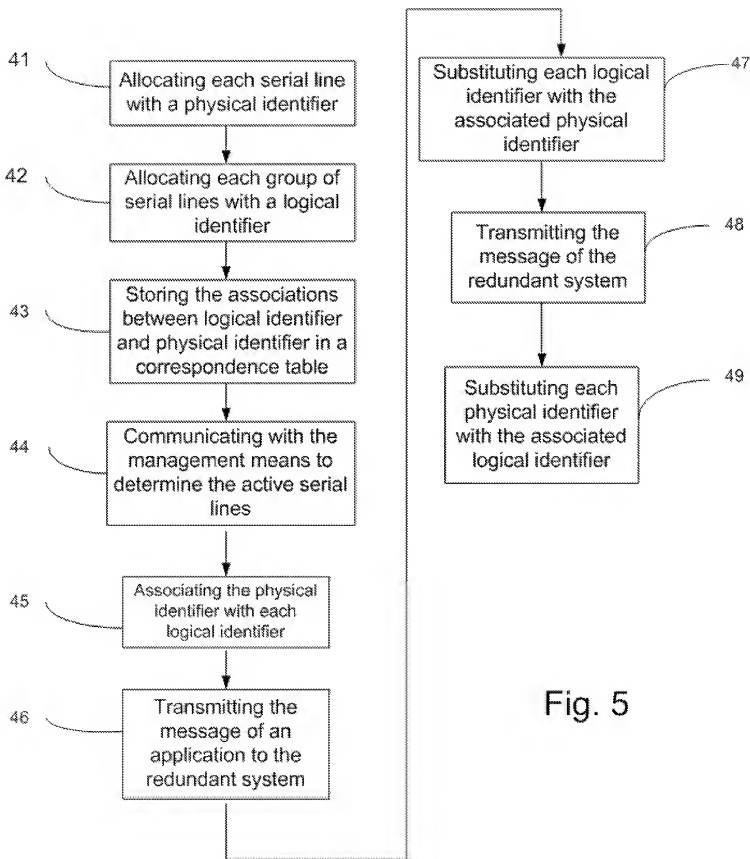 41
Allocating each serial line
with a physical identifier
42
Allocating each group of
serial lines with a logical
identifier
43
Storing the associations
between logical identifier
and physical identifier in a
correspondence table
44
Communicating with the
management means to
determine the active serial
lines
45
Associating the physical
identifier with each
logical identifier
46
Transmitting the
message of an
application to the
redundant system
47
Substituting each logical
identifier with the
associated physical
identifier
48
Transmitting the
message of the
redundant system
49
Substituting each
physical identifier
with the associated
logical identifier
Fig. 5